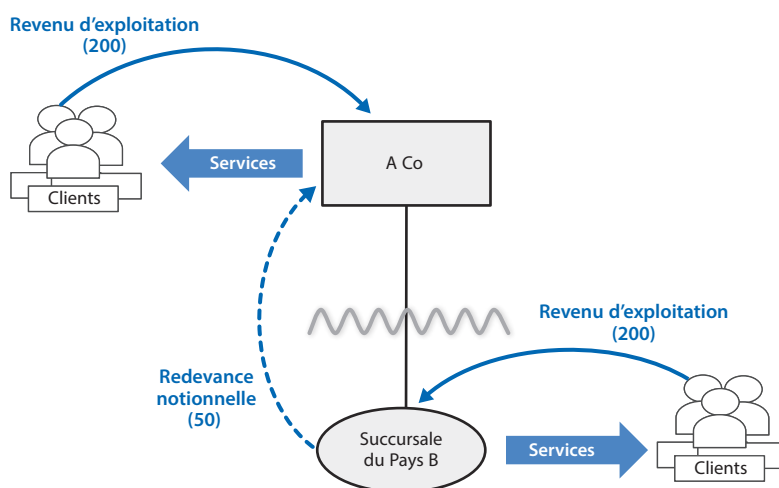 Revenu d'exploitation
(200)
A Co
Services
Clients
Revenu d'exploitation
(200)
Redevance
notionnelle
(50)
Succursale
du Pays B
Services
Clients